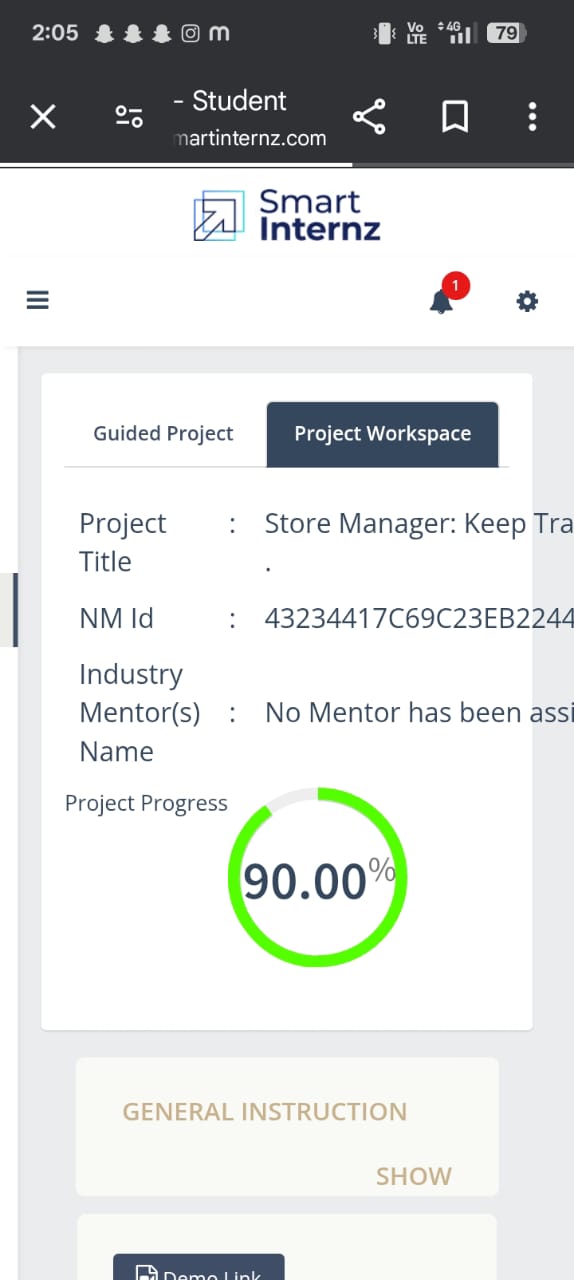 2:05 m Vo LTE 4G 79
- Student
martinternz.com
Smart
Internz
1
Guided Project Project Workspace
Project Title : Store Manager: Keep Tra
.
NM Id : 43234417C69C23EB2244
Industry Mentor(s) Name : No Mentor has been assi
Project Progress
90.00%
GENERAL INSTRUCTION
SHOW
Demo Link